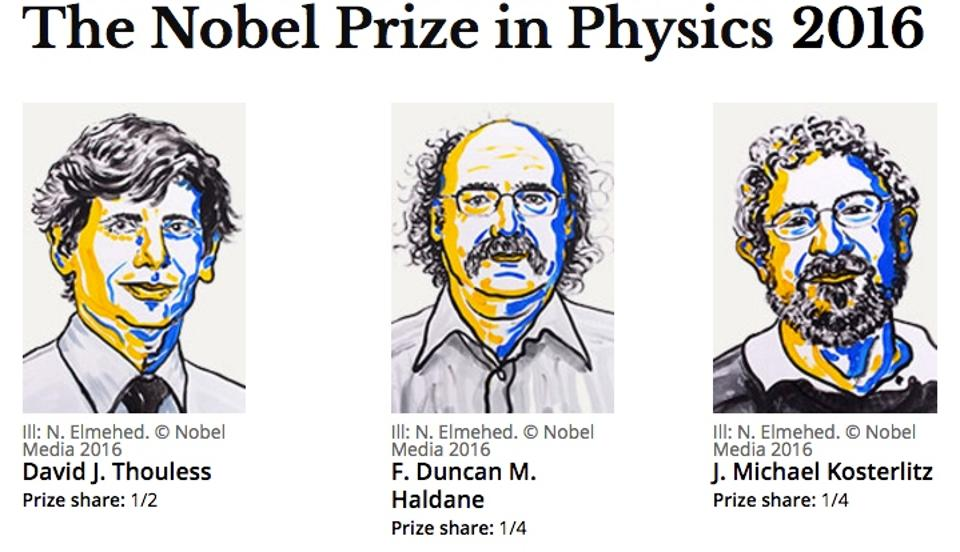 The Nobel Prize in Physics 2016
Ill: N. Elmehed. © Nobel
Media 2016
David J. Thouless
Prize share: 1/2
Ill: N. Elmehed. © Nobel
Media 2016
F. Duncan M.
Haldane
Prize share: 1/4
Ill: N. Elmehed. © Nobel
Media 2016
J. Michael Kosterlitz
Prize share: 1/4